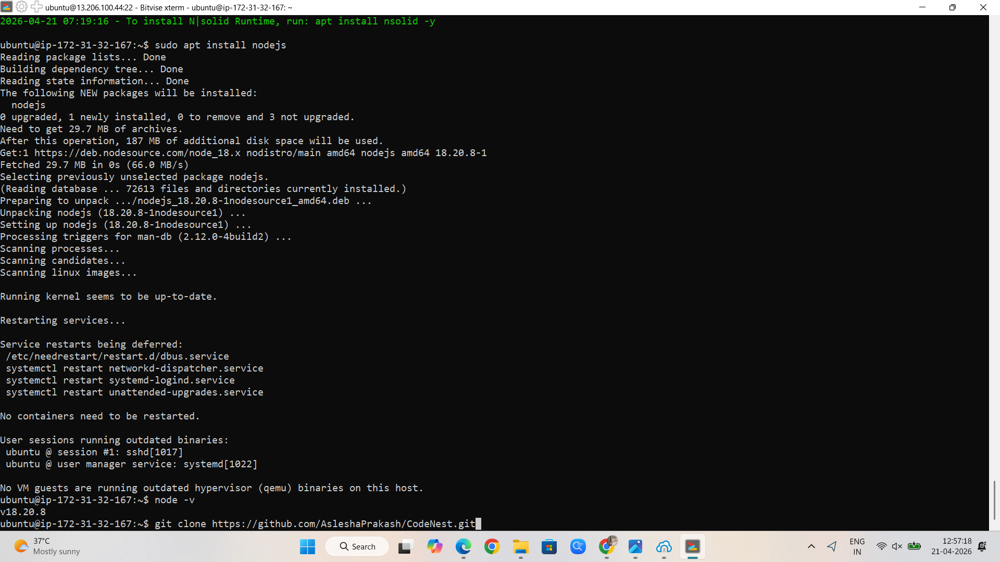 ubuntu@13.206.100.44:22 - Bitvise xterm - ubuntu@ip-172-31-32-167: ~
2026-04-21 07:19:16 - To install N|solid Runtime, run: apt install nsolid -y
ubuntu@ip-172-31-32-167:~$ sudo apt install nodejs
Reading package lists... Done
Building dependency tree... Done
Reading state information... Done
The following NEW packages will be installed:
  nodejs
0 upgraded, 1 newly installed, 0 to remove and 3 not upgraded.
Need to get 29.7 MB of archives.
After this operation, 187 MB of additional disk space will be used.
Get:1 https://deb.nodesource.com/node_18.x nodistro/main amd64 nodejs amd64 18.20.8-1
Fetched 29.7 MB in 0s (66.0 MB/s)
Selecting previously unselected package nodejs.
(Reading database ... 72613 files and directories currently installed.)
Preparing to unpack .../nodejs_18.20.8-1nodesource1_amd64.deb ...
Unpacking nodejs (18.20.8-1nodesource1) ...
Setting up nodejs (18.20.8-1nodesource1) ...
Processing triggers for man-db (2.12.0-4build2) ...
Scanning processes...
Scanning candidates...
Scanning linux images...
Running kernel seems to be up-to-date.
Restarting services...
Service restarts being deferred:
 /etc/needrestart/restart.d/dbus.service
 systemctl restart networkd-dispatcher.service
 systemctl restart systemd-logind.service
 systemctl restart unattended-upgrades.service
No containers need to be restarted.
User sessions running outdated binaries:
 ubuntu @ session #1: sshd[1017]
 ubuntu @ user manager service: systemd[1022]
No VM guests are running outdated hypervisor (qemu) binaries on this host.
ubuntu@ip-172-31-32-167:~$ node -v
v18.20.8
ubuntu@ip-172-31-32-167:~$ git clone https://github.com/AsleshaPrakash/CodeNest.git
37°C
Mostly sunny
Search
ENG
IN
12:57:18
21-04-2026